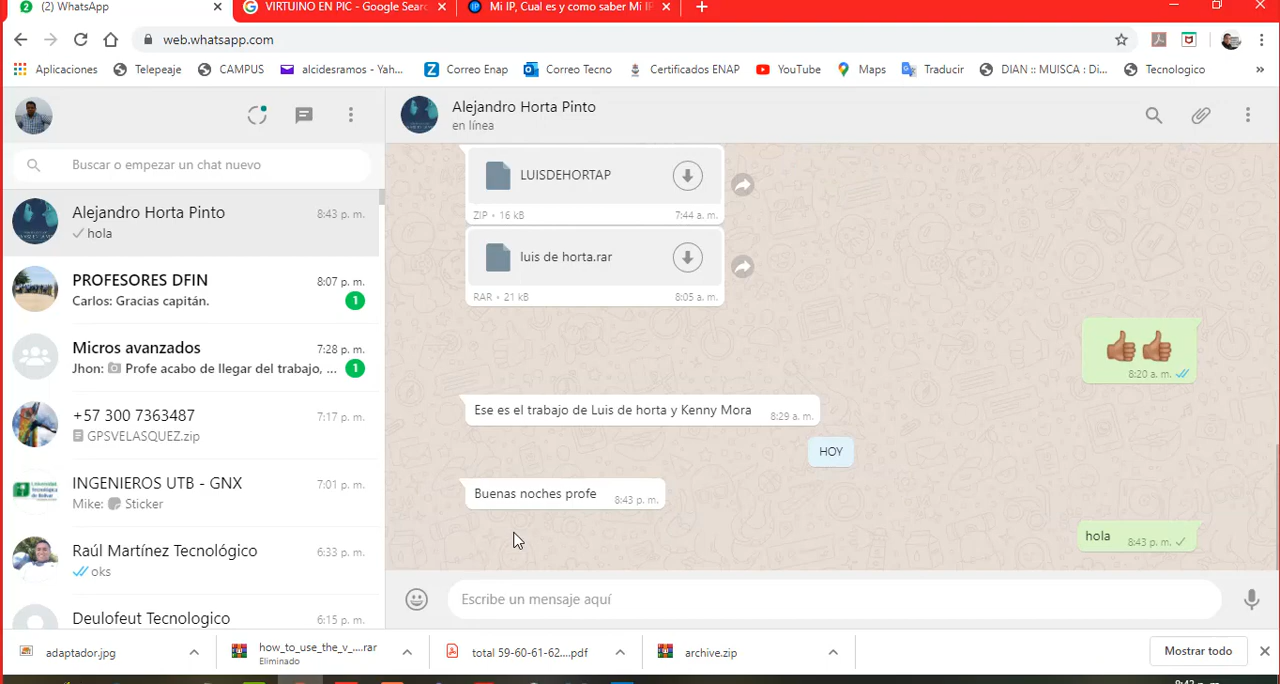 (2) WhatsApp
VIRTUINO EN PIC - Google Searc
Mi IP, Cual es y como saber Mi IP
web.whatsapp.com
Aplicaciones
Telepeaje
CAMPUS
alcidesramos - Yah...
Correo Enap
Correo Tecno
Certificados ENAP
YouTube
Maps
Traducir
DIAN :: MUISCA : Di...
Tecnologico
»
Alejandro Horta Pinto
en línea
Buscar o empezar un chat nuevo
Alejandro Horta Pinto
8:43 p. m.
hola
PROFESORES DFIN
8:07 p. m.
Carlos: Gracias capitán.
1
Micros avanzados
7:28 p. m.
Jhon: Profe acabo de llegar del trabajo, ...
1
+57 300 7363487
7:17 p. m.
GPSVELASQUEZ.zip
INGENIEROS UTB - GNX
7:01 p. m.
Mike: Sticker
Raúl Martínez Tecnológico
6:33 p. m.
oks
Deulofeut Tecnologico
6:15 p. m.
LUISDEHORTAP
ZIP • 16 kB
7:44 a. m.
luis de horta.rar
RAR • 21 kB
8:05 a. m.
8:20 a. m.
Ese es el trabajo de Luis de horta y Kenny Mora
8:29 a. m.
HOY
Buenas noches profe
8:43 p. m.
hola
8:43 p. m.
Escribe un mensaje aquí
adaptador.jpg
how_to_use_the_v_....rar
Eliminado
total 59-60-61-62....pdf
archive.zip
Mostrar todo